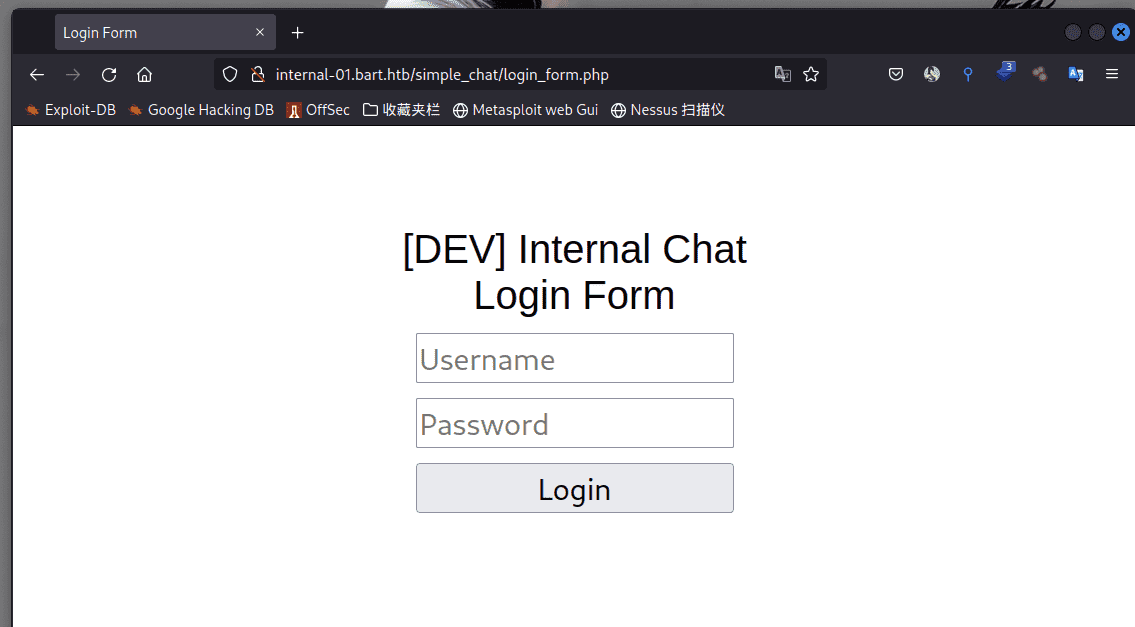 Login Form
internal-01.bart.htb/simple_chat/login_form.php
3
Exploit-DB Google Hacking DB OffSec 收藏夹栏 Metasploit web Gui Nessus 扫描仪
[DEV] Internal Chat
Login Form
Username
Password
Login